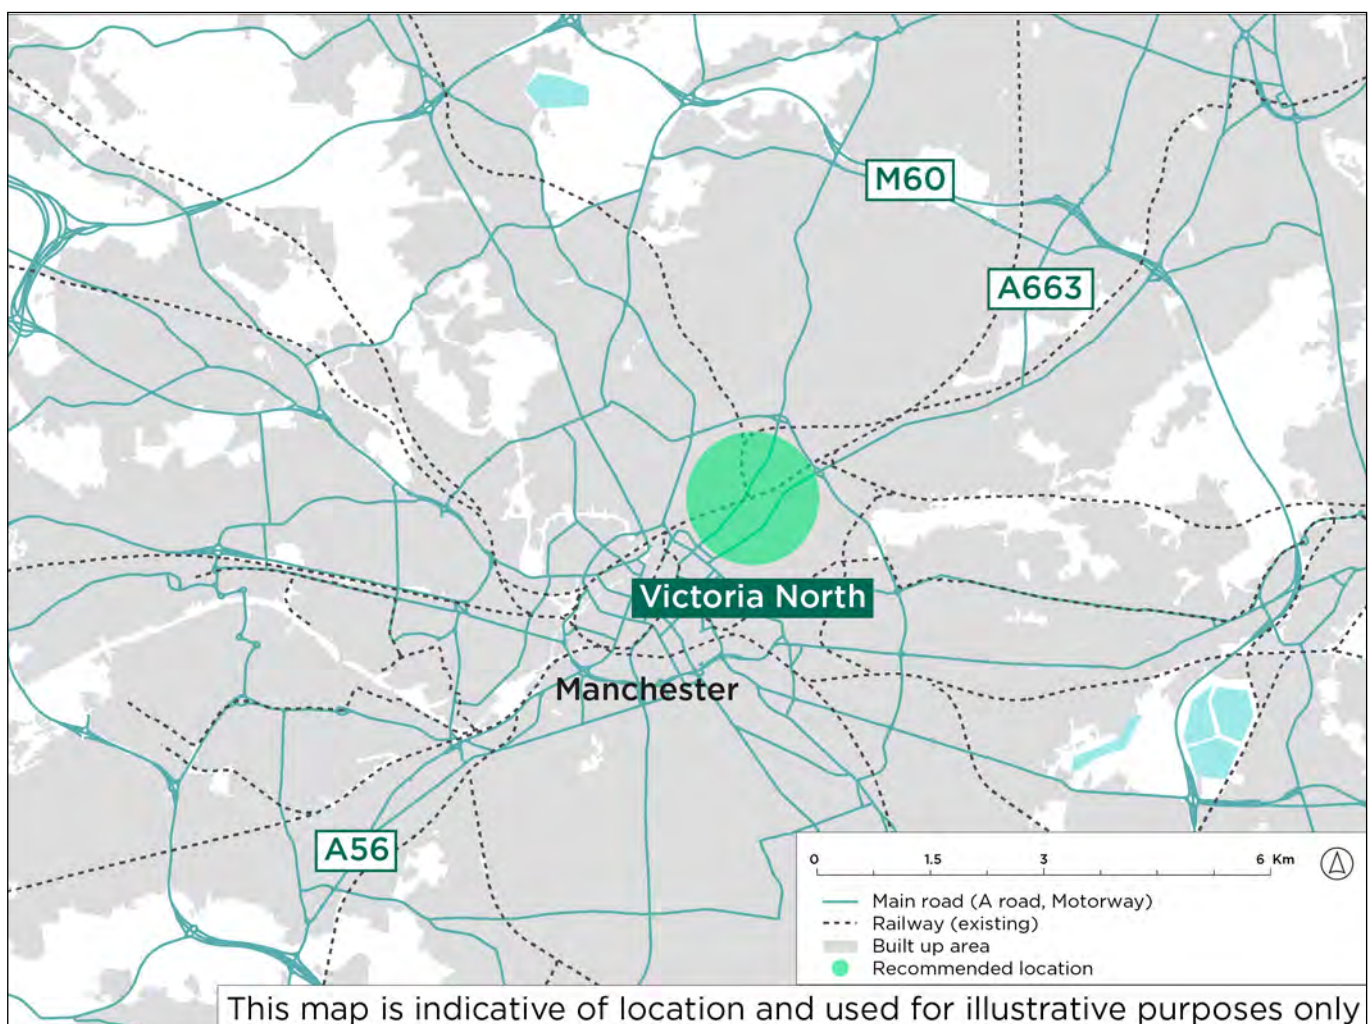 M60
A663
Victoria North
Manchester
A56
0 1.5 3 6 Km
Main road (A road, Motorway)
Railway (existing)
Built up area
Recommended location
This map is indicative of location and used for illustrative purposes only